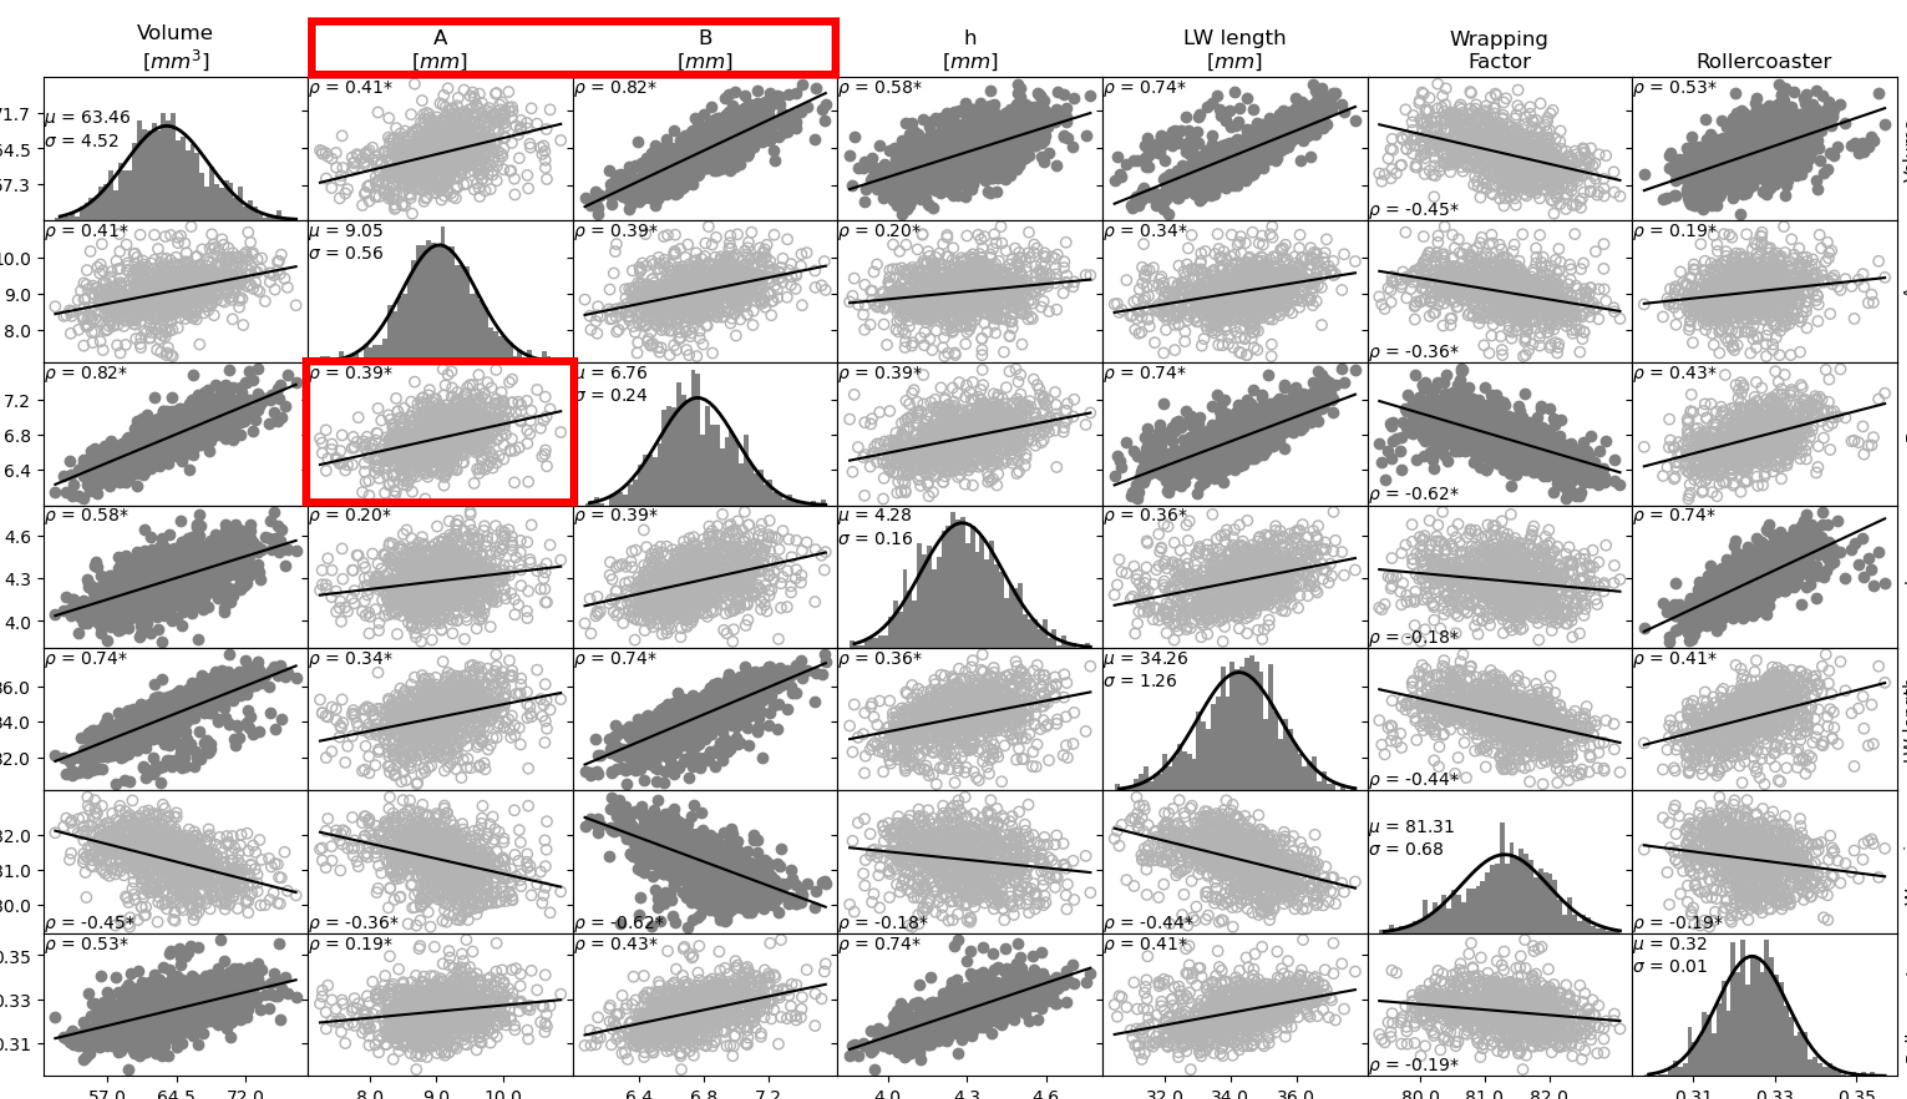 Volume A B h LW length Wrapping
[mm³] [mm] [mm] [mm] [mm] Factor Rollercoaster
ρ = 0.41* ρ = 0.82* ρ = 0.58* ρ = 0.74* ρ = 0.53*
71.7 μ = 63.46
54.5 σ = 4.52
57.3
ρ = -0.45*
ρ = 0.41* μ = 9.05 ρ = 0.39* ρ = 0.20* ρ = 0.34* ρ = 0.19*
σ = 0.56
10.0
9.0
8.0
ρ = -0.36*
ρ = 0.82* ρ = 0.39* μ = 6.76 ρ = 0.39* ρ = 0.74* ρ = 0.43*
7.2 σ = 0.24
6.8
6.4
ρ = -0.62*
ρ = 0.58* ρ = 0.20* ρ = 0.39* μ = 4.28 ρ = 0.36* ρ = 0.74*
4.6 σ = 0.16
4.3
4.0
ρ = -0.18*
ρ = 0.74* ρ = 0.34* ρ = 0.74* ρ = 0.36* μ = 34.26 ρ = 0.41*
36.0 σ = 1.26
34.0
32.0
ρ = -0.44*
32.0 μ = 81.31
σ = 0.68
31.0
30.0
ρ = -0.45* ρ = -0.36* ρ = -0.62* ρ = -0.18* ρ = -0.44* ρ = -0.19*
ρ = 0.53* ρ = 0.19* ρ = 0.43* ρ = 0.74* ρ = 0.41* μ = 0.32
0.35 σ = 0.01
0.33
0.31
ρ = -0.19*
57.0 64.5 72.0 8.0 9.0 10.0 6.4 6.8 7.2 4.0 4.3 4.6 32.0 34.0 36.0 80.0 81.0 82.0 0.31 0.33 0.35